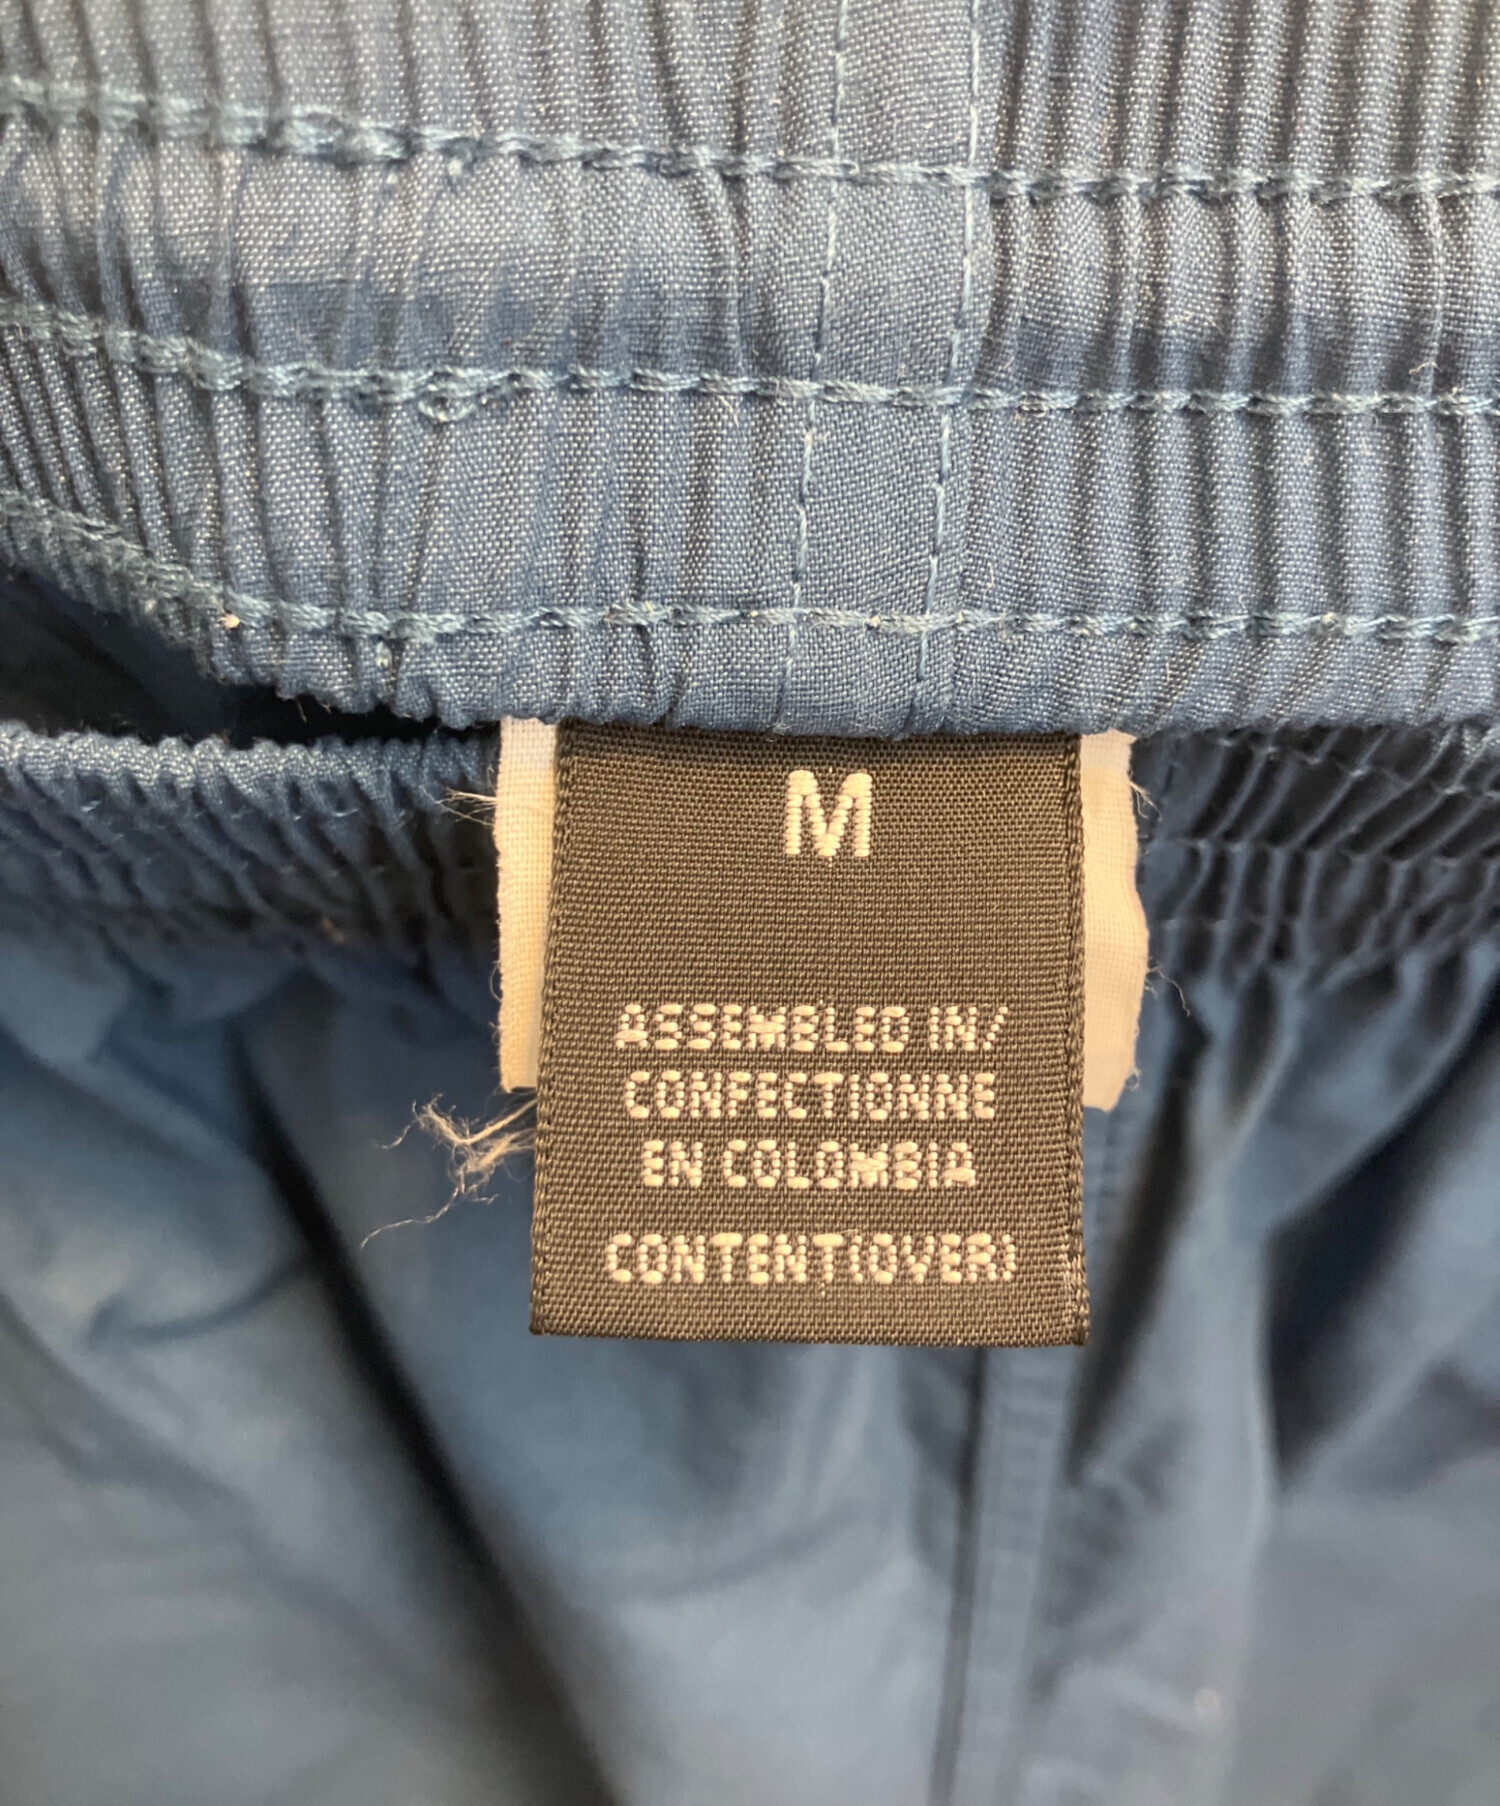 M
ASSEMBLED IN/
CONFECTIONNE
EN COLOMBIA
CONTENT(OVER)